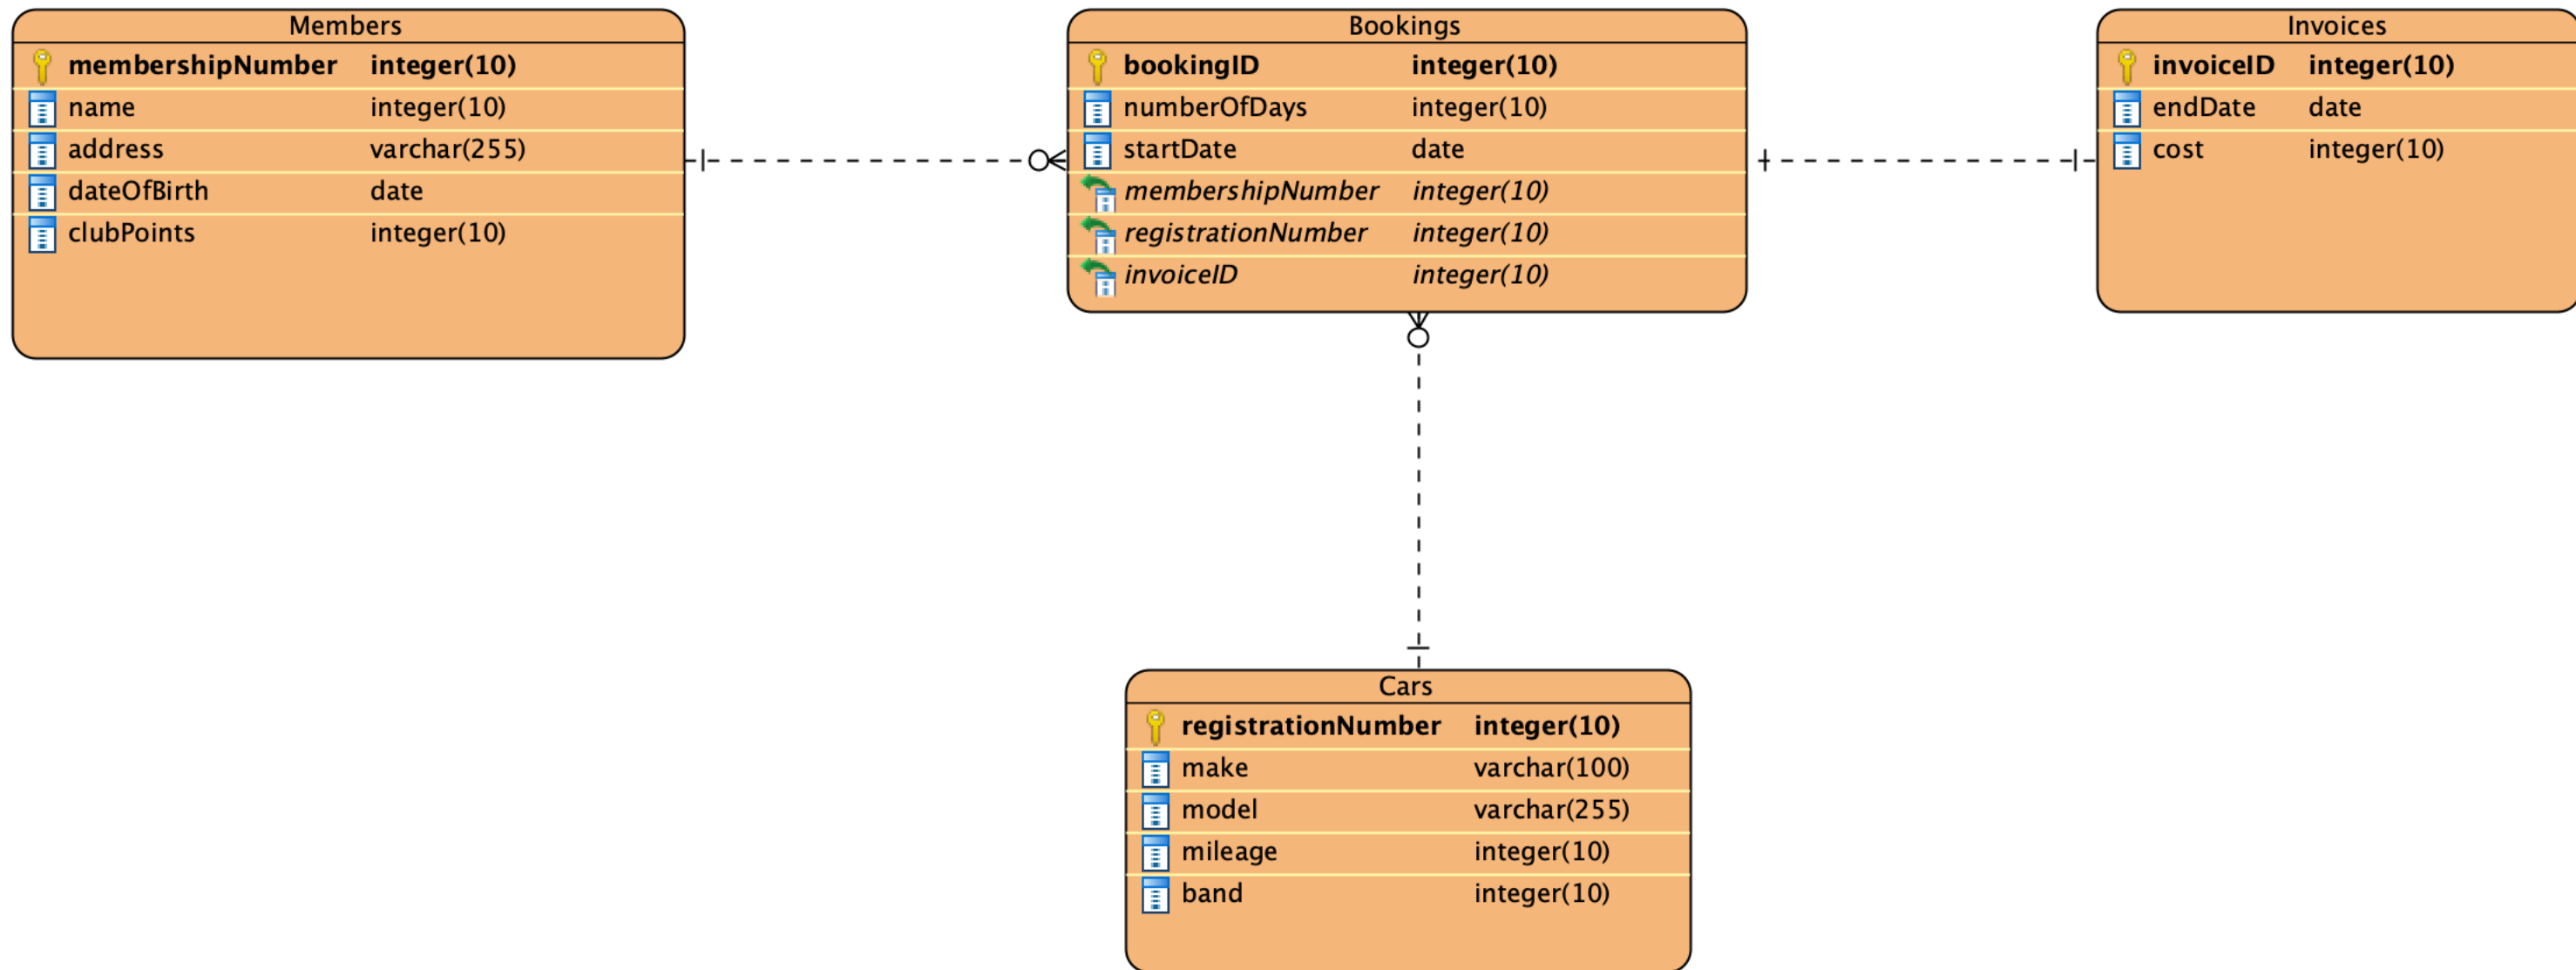 Members
membershipNumber integer(10)
name integer(10)
address varchar(255)
dateOfBirth date
clubPoints integer(10)
Bookings
bookingID integer(10)
numberOfDays integer(10)
startDate date
membershipNumber integer(10)
registrationNumber integer(10)
invoiceID integer(10)
Invoices
invoiceID integer(10)
endDate date
cost integer(10)
Cars
registrationNumber integer(10)
make varchar(100)
model varchar(255)
mileage integer(10)
band integer(10)